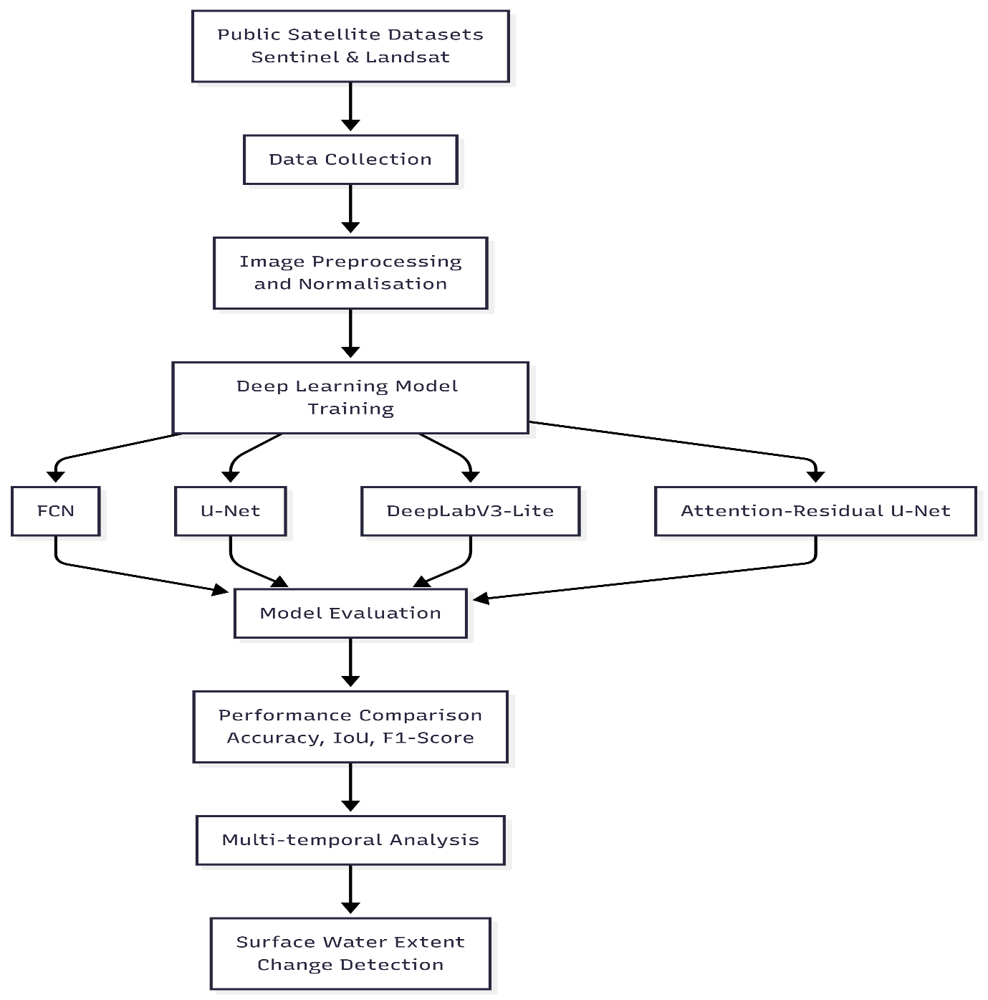 Public Satellite Datasets
Sentinel & Landsat
Data Collection
Image Preprocessing
and Normalisation
Deep Learning Model
Training
FCN
U-Net
DeepLabV3-Lite
Attention-Residual U-Net
Model Evaluation
Performance Comparison
Accuracy, IoU, F1-Score
Multi-temporal Analysis
Surface Water Extent
Change Detection